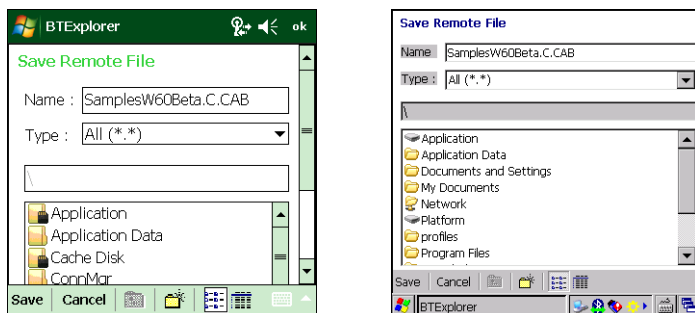 BTExplorer
ok
Save Remote File
Name : SamplesW60Beta.C.CAB
Type : All (*.*)
\
Application
Application Data
Cache Disk
ConnMgr
Save Cancel
Save Remote File
Name SamplesW60Beta.C.CAB
Type : All (*.*)
\
Application
Application Data
Documents and Settings
My Documents
Network
Platform
profiles
Program Files
Save Cancel
BTExplorer